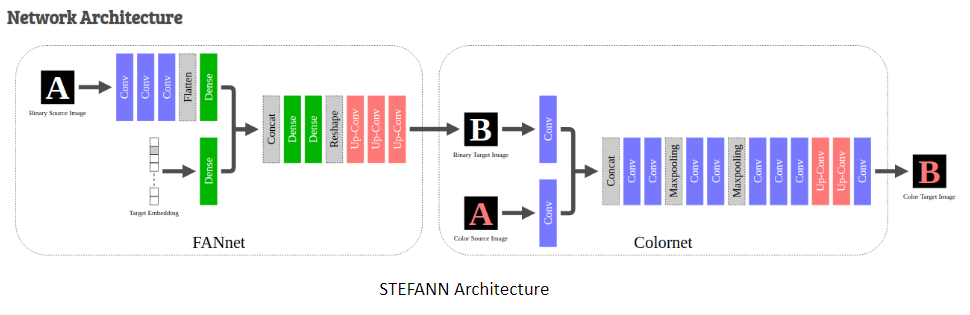 Network Architecture
A
Binary Source Image
Conv
Conv
Conv
Flatten
Dense
Target Embedding
Dense
Concat
Dense
Dense
Reshape
Up-Conv
Up-Conv
Up-Conv
FANnet
B
Binary Target Image
Conv
A
Color Source Image
Conv
Concat
Conv
Conv
Maxpooling
Conv
Conv
Maxpooling
Conv
Conv
Conv
Up-Conv
Up-Conv
Conv
B
Color Target Image
Colornet
STEFANN Architecture